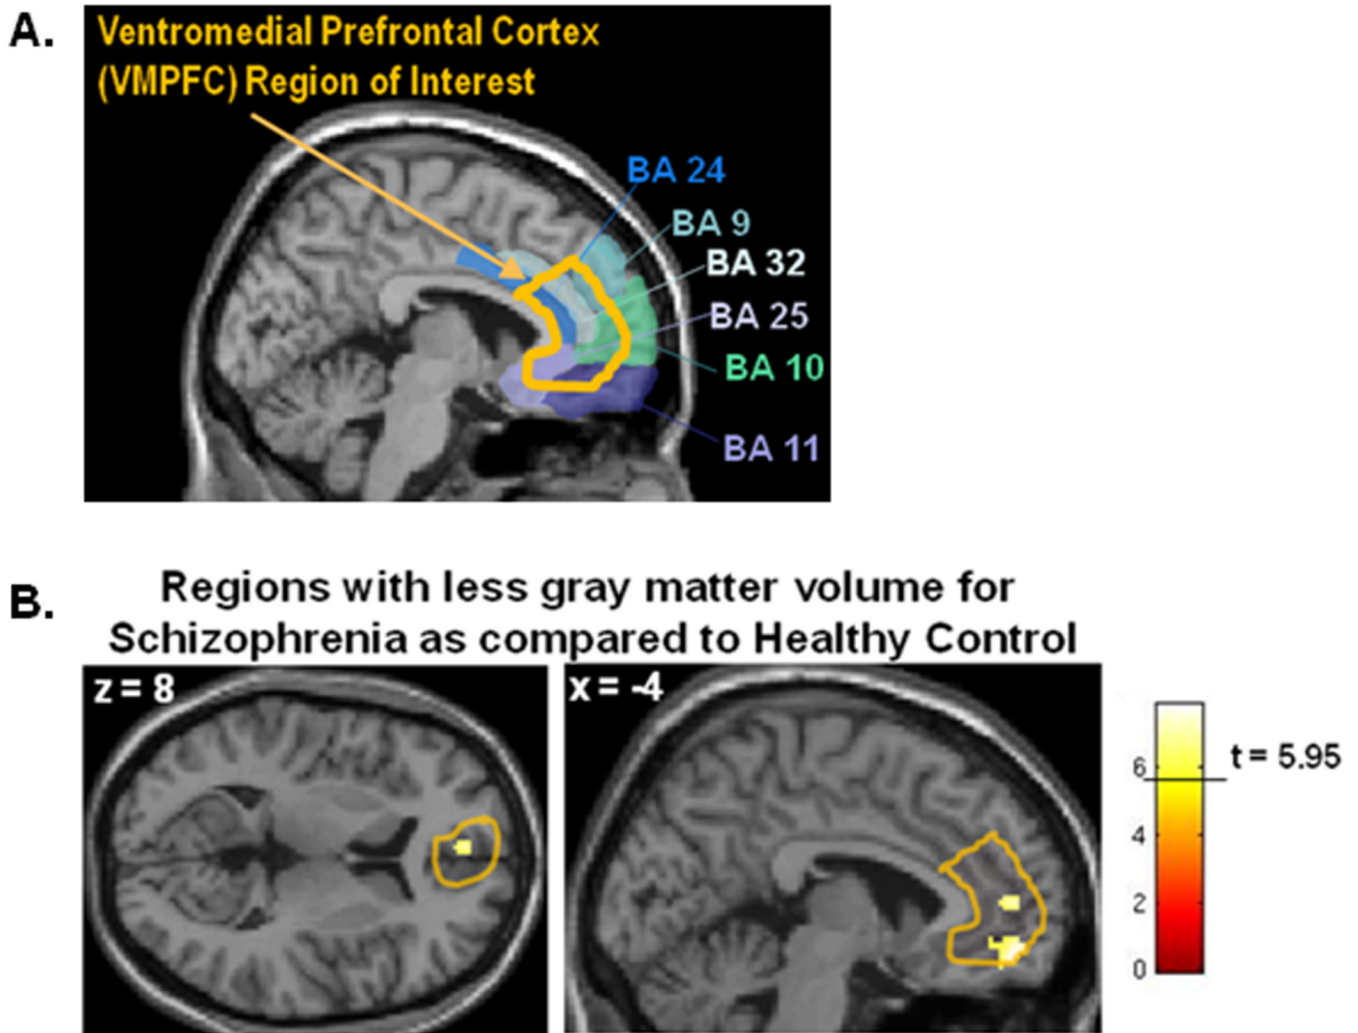 A.
Ventromedial Prefrontal Cortex
(VMPFC) Region of Interest
BA 24
BA 9
BA 32
BA 25
BA 10
BA 11
B.
Regions with less gray matter volume for
Schizophrenia as compared to Healthy Control
z = 8
x = -4
6
t = 5.95
4
2
0